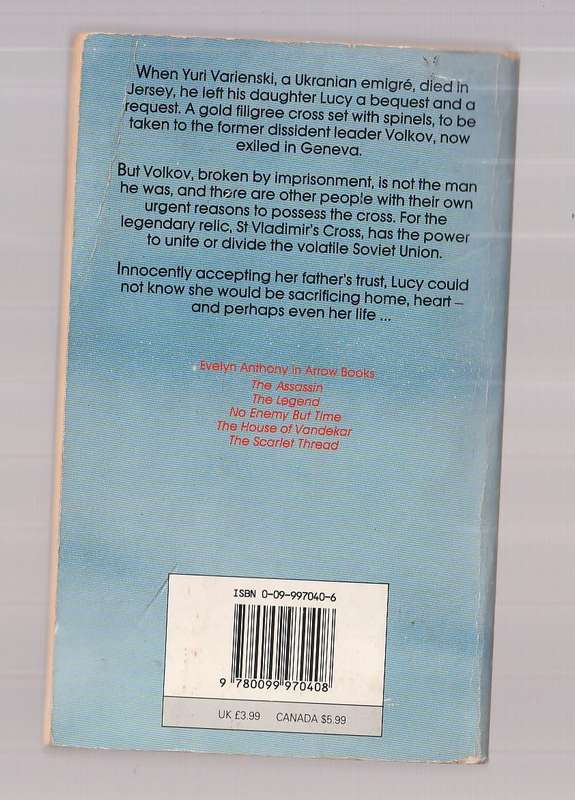 When Yuri Varienski, a Ukranian emigré, died in
Jersey, he left his daughter Lucy a bequest and a
request. A gold filigree cross set with spinels, to be
taken to the former dissident leader Volkov, now
exiled in Geneva.
But Volkov, broken by imprisonment, is not the man
he was, and there are other people with their own
urgent reasons to possess the cross. For the
legendary relic, St Vladimir's Cross, has the power
to unite or divide the volatile Soviet Union.
Innocently accepting her father's trust, Lucy could
not know she would be sacrificing home, heart –
and perhaps even her life ...
Evelyn Anthony in Arrow Books
The Assassin
The Legend
No Enemy But Time
The House of Vandekar
The Scarlet Thread
ISBN 0-09-997040-6
9 780099 970408
UK £3.99 CANADA $5.99